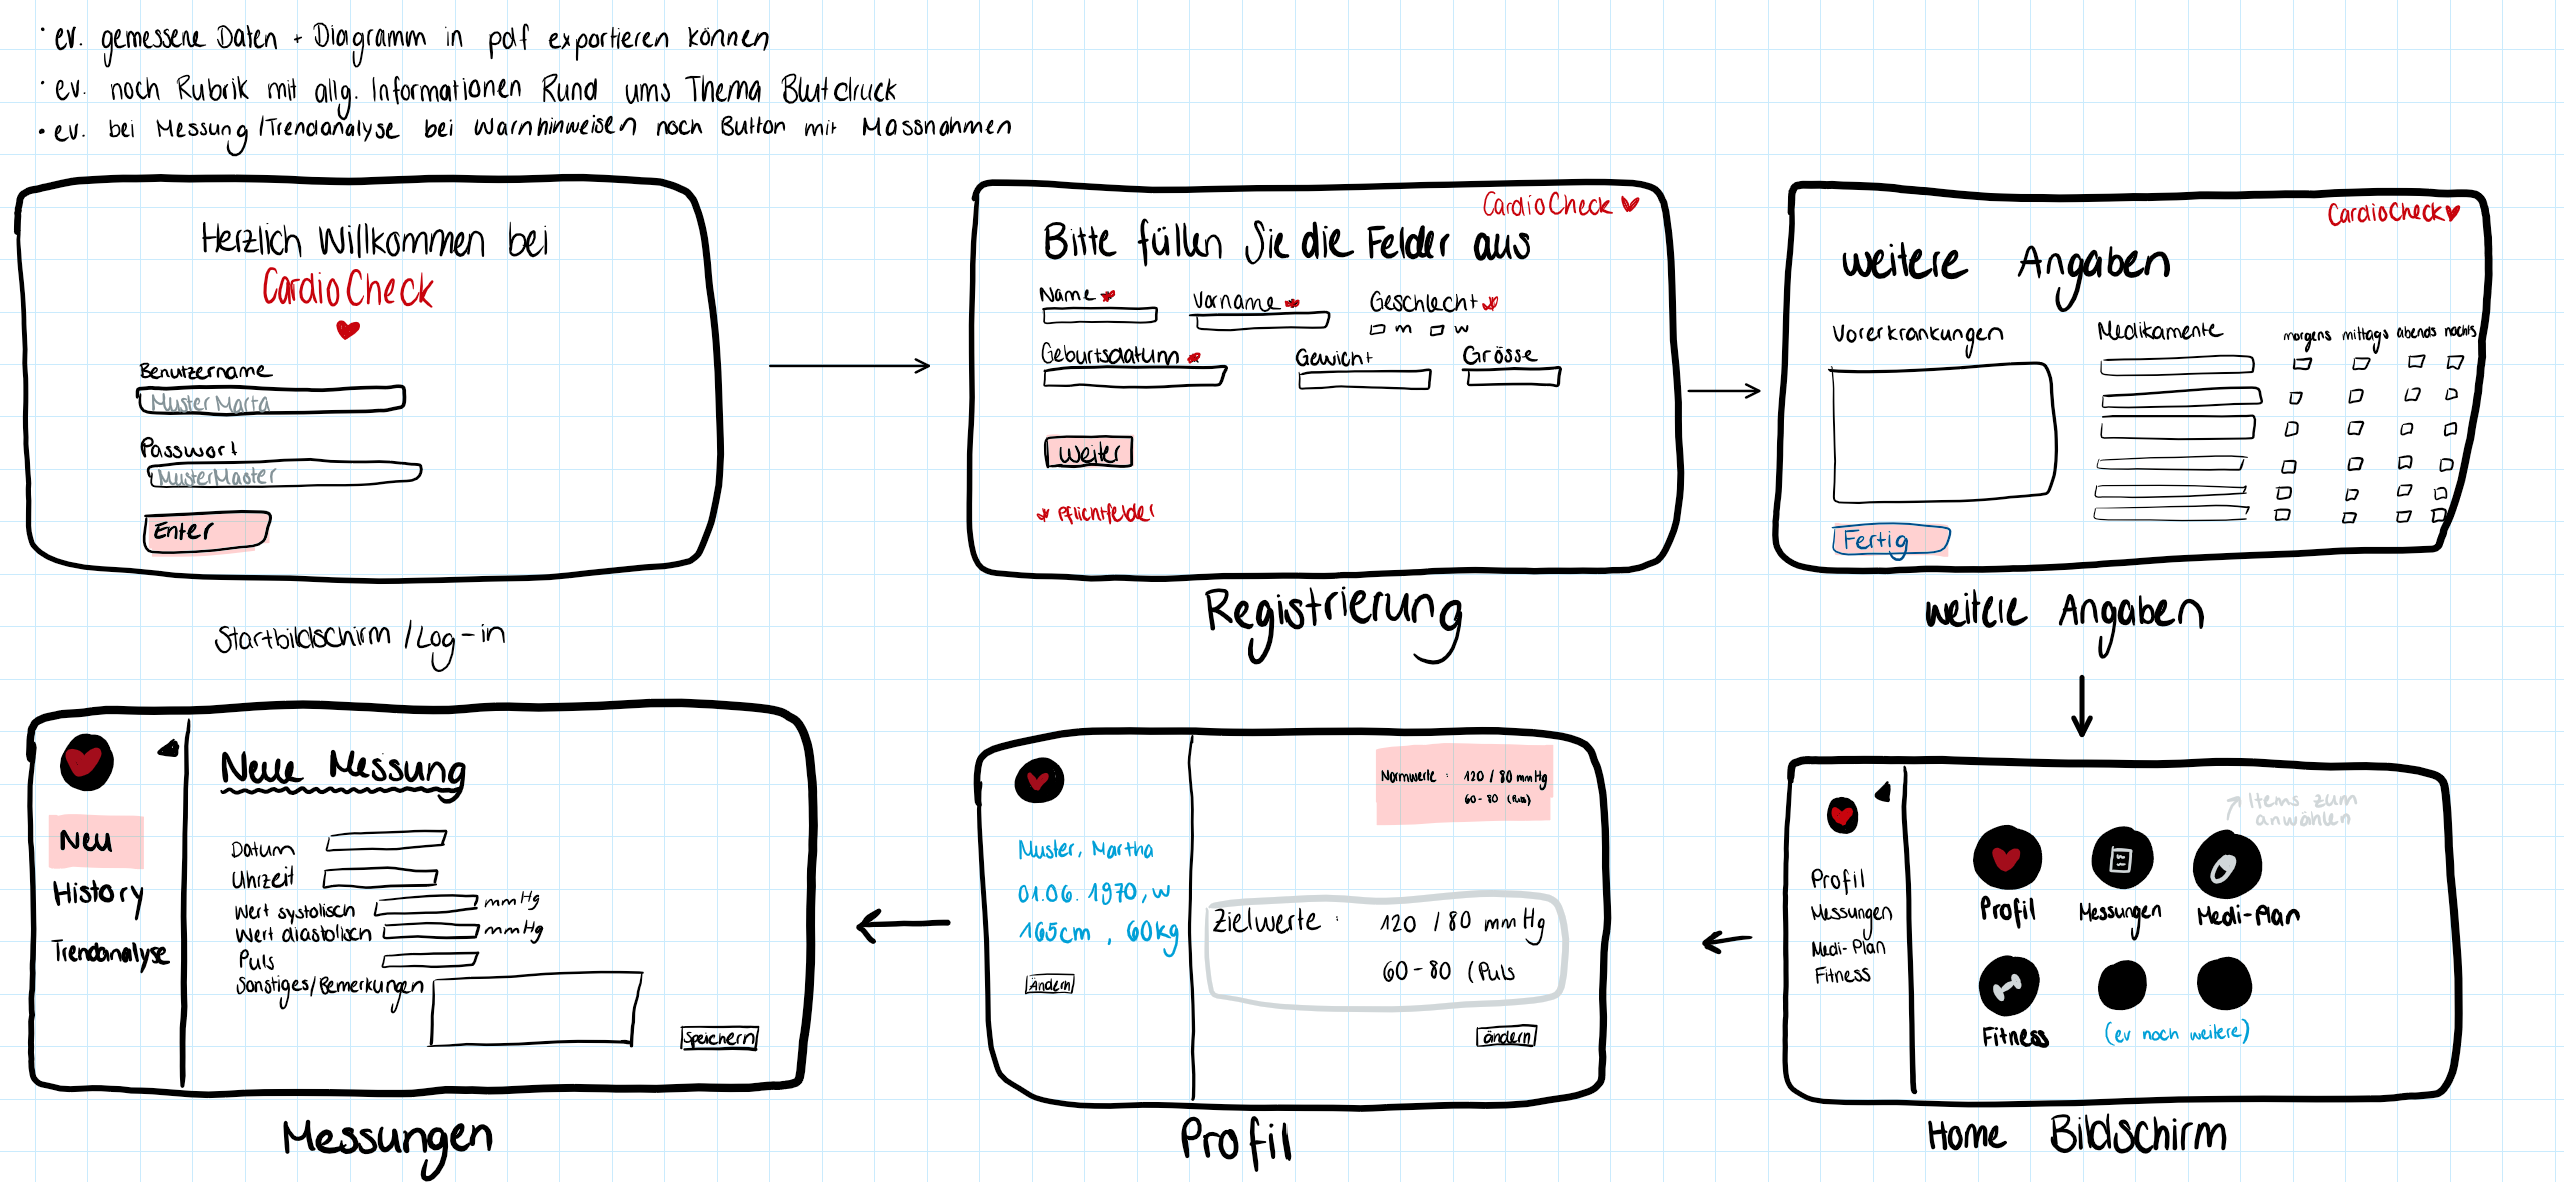 · ev. gemessene Daten + Diagramm in pdf exportieren können
· ev. noch Rubrik mit allg. Informationen Rund ums Thema Blutdruck
· ev. bei Messung/Trendanalyse bei Warnhinweisen noch Button mit Massnahmen
Herzlich Willkommen bei
CardioCheck
Benutzername
Muster Marta
Passwort
MusterMaster
Enter
Startbildschirm / Log-in
CardioCheck
Bitte füllen Sie die Felder aus
Name * Vorname * Geschlecht *
m w
Geburtsdatum * Gewicht Grösse
Weiter
* Pflichtfelder
Registrierung
CardioCheck
weitere Angaben
Vorerkrankungen Medikamente morgens mittags abends nachts
Fertig
weitere Angaben
Neue Messung
Neu
History
Trendanalyse
Datum
Uhrzeit
Wert systolisch mmHg
Wert diastolisch mmHg
Puls
Sonstiges/Bemerkungen
Speichern
Messungen
Normwerte : 120 / 80 mmHg
60-80 (Puls)
Muster, Martha
01.06.1970, w
165cm, 60kg
Ändern
Zielwerte : 120 / 80 mmHg
60-80 (Puls
ändern
Profil
Items zum
anwählen
Profil
Messungen
Medi-Plan
Fitness
Profil Messungen Medi-Plan
Fitness (ev noch weitere)
Home Bildschirm